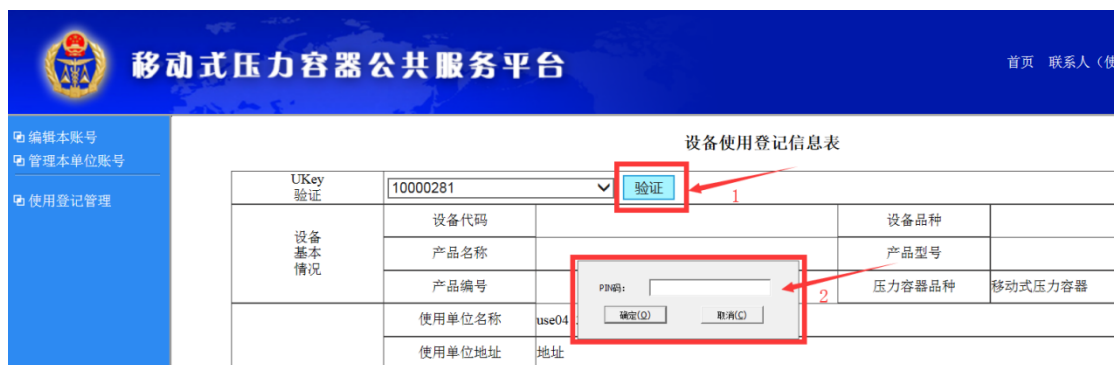 移动式压力容器公共服务平台
首页 联系人（使
编辑本账号
管理本单位账号
使用登记管理
设备使用登记信息表
UKey
验证
10000281
验证
1
设备
基本
情况
设备代码
设备品种
产品名称
产品型号
产品编号
压力容器品种
移动式压力容器
PIN码:
确定(O)
取消(C)
2
使用单位名称
use04
使用单位地址
地址